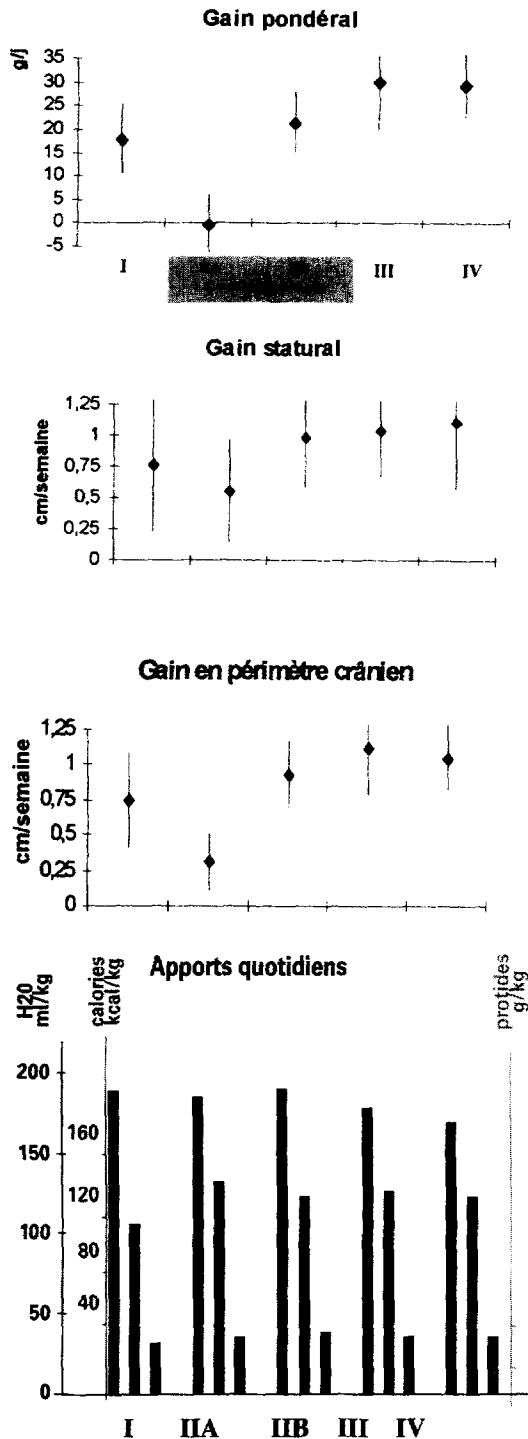 Gain pondéral
g/j
35
30
25
20
15
10
5
0
-5
I
III
IV
Gain statural
cm/semaine
1,25
1
0,75
0,5
0,25
0
Gain en périmètre crânien
cm/semaine
1,25
1
0,75
0,5
0,25
0
Apports quotidiens
H20
ml/kg
calories
kcal/kg
protides
g/kg
200
150
100
50
0
160
120
80
40
I IIA IIB III IV